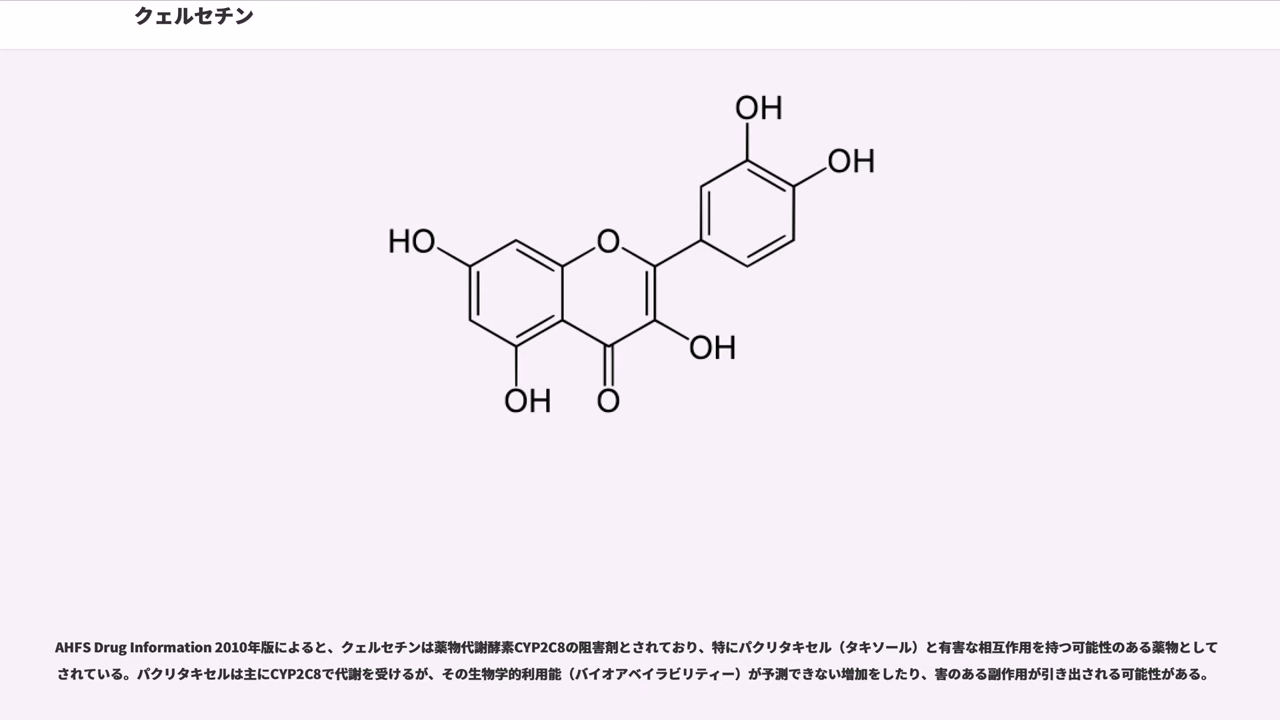 クェルセチン
OH
OH
HO
O
OH
OH
O
AHFS Drug Information 2010年版によると、クェルセチンは薬物代謝酵素CYP2C8の阻害剤とされており、特にパクリタキセル（タキソール）と有害な相互作用を持つ可能性のある薬物として
されている。パクリタキセルは主にCYP2C8で代謝を受けるが、その生物学的利用能（バイオアベイラビリティー）が予測できない増加をしたり、害のある副作用が引き出される可能性がある。